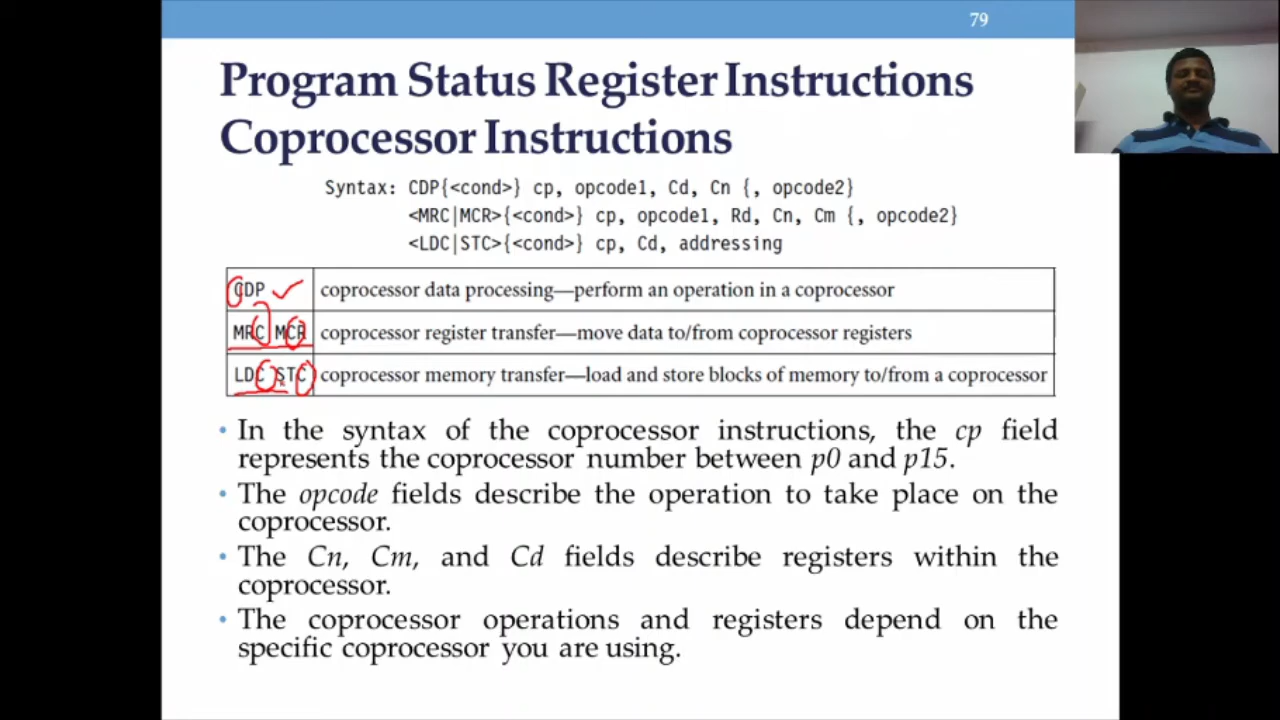 79
Program Status Register Instructions
Coprocessor Instructions
Syntax: CDP{<cond>} cp, opcode1, Cd, Cn {, opcode2}
<MRC|MCR>{<cond>} cp, opcode1, Rd, Cn, Cm {, opcode2}
<LDC|STC>{<cond>} cp, Cd, addressing
CDP coprocessor data processing—perform an operation in a coprocessor
MRC MCR coprocessor register transfer—move data to/from coprocessor registers
LDC STC coprocessor memory transfer—load and store blocks of memory to/from a coprocessor
• In the syntax of the coprocessor instructions, the cp field
represents the coprocessor number between p0 and p15.
• The opcode fields describe the operation to take place on the
coprocessor.
• The Cn, Cm, and Cd fields describe registers within the
coprocessor.
• The coprocessor operations and registers depend on the
specific coprocessor you are using.